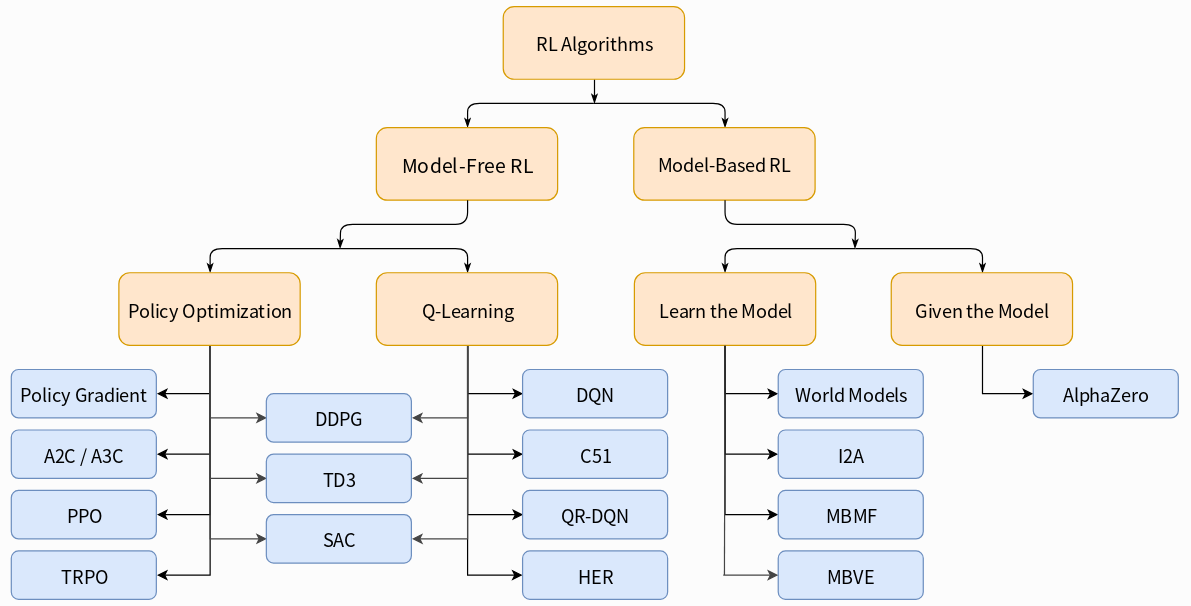 RL Algorithms
Model-Free RL
Model-Based RL
Policy Optimization
Q-Learning
Learn the Model
Given the Model
Policy Gradient
A2C / A3C
PPO
TRPO
DDPG
TD3
SAC
DQN
C51
QR-DQN
HER
World Models
I2A
MBMF
MBVE
AlphaZero